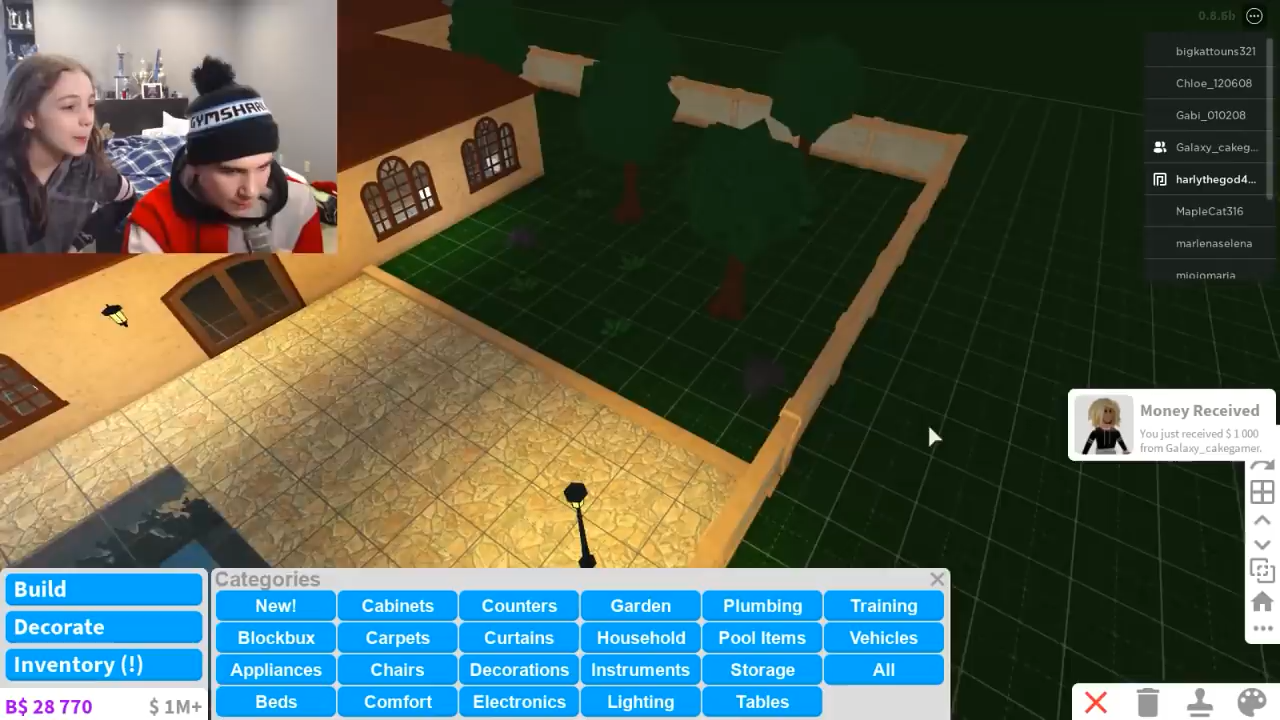 0.8.6b
bigkattouns321
Chloe_120608
Gabi_010208
Galaxy_cakeg...
harlythegod4...
MapleCat316
marlenaselena
miojomaria
GYMSHARK
Money Received
You just received $ 1 000
from Galaxy_cakegamer.
Build
Decorate
Inventory (!)
B$ 28 770
$ 1M+
Categories
New!
Cabinets
Counters
Garden
Plumbing
Training
Blockbux
Carpets
Curtains
Household
Pool Items
Vehicles
Appliances
Chairs
Decorations
Instruments
Storage
All
Beds
Comfort
Electronics
Lighting
Tables